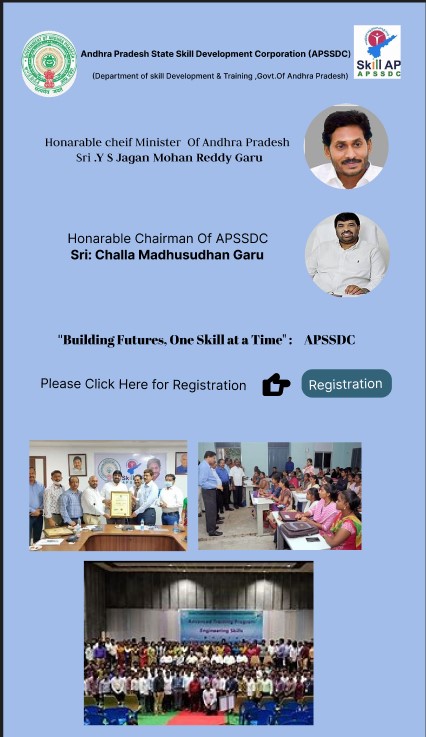 Andhra Pradesh State Skill Development Corporation (APSSDC)
(Department of skill Development & Training ,Govt.Of Andhra Pradesh)
Skill AP
APSSDC
Honarable cheif Minister Of Andhra Pradesh
Sri .Y S Jagan Mohan Reddy Garu
Honarable Chairman Of APSSDC
Sri: Challa Madhusudhan Garu
"Building Futures, One Skill at a Time" : APSSDC
Please Click Here for Registration
Registration
Advanced Training Program
Engineering Skills